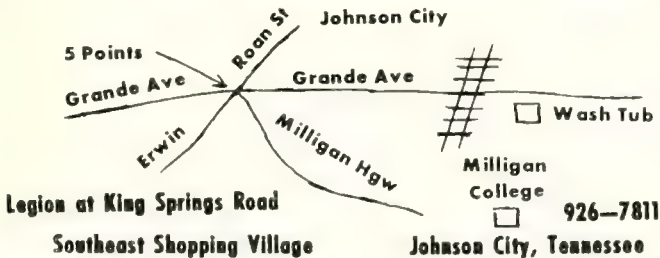 Johnson City
Roan St
5 Points
Grande Ave
Grande Ave
Wash Tub
Erwin
Milligan Hgw
Milligan
College
Legion at King Springs Road
926—7811
Southeast Shopping Village
Johnson City, Tennessee